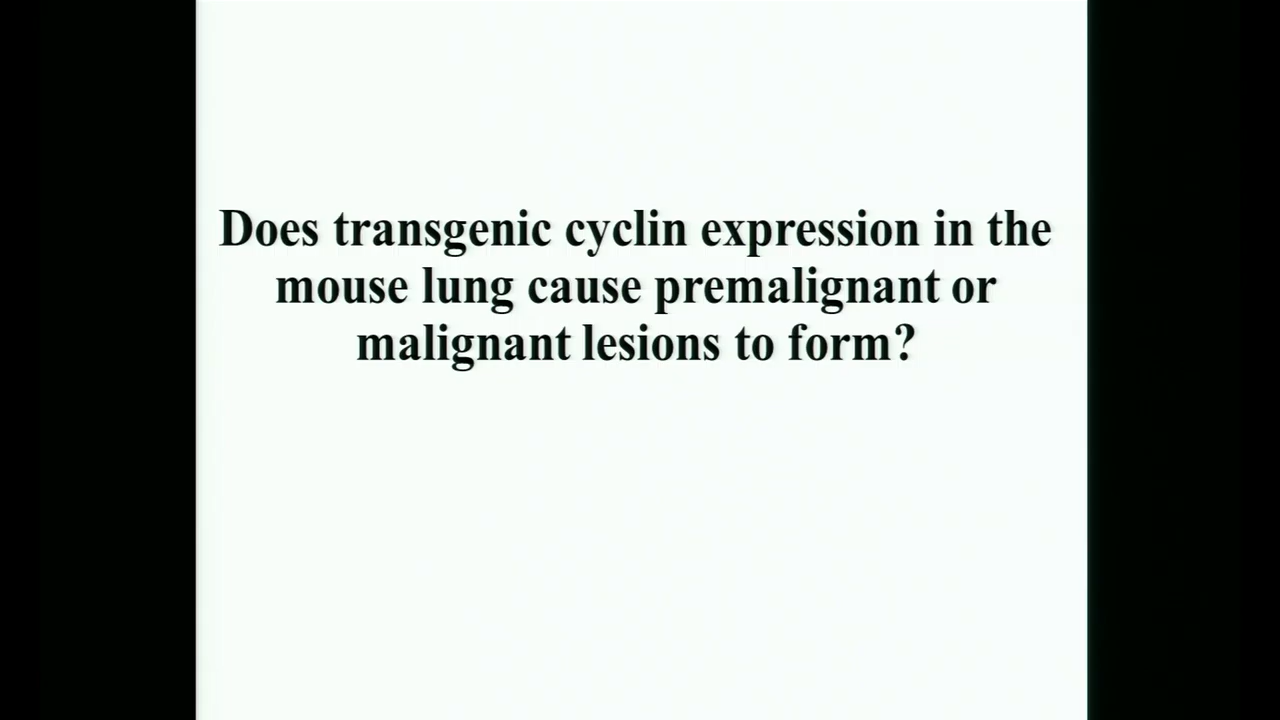 Does transgenic cyclin expression in the
mouse lung cause premalignant or
malignant lesions to form?